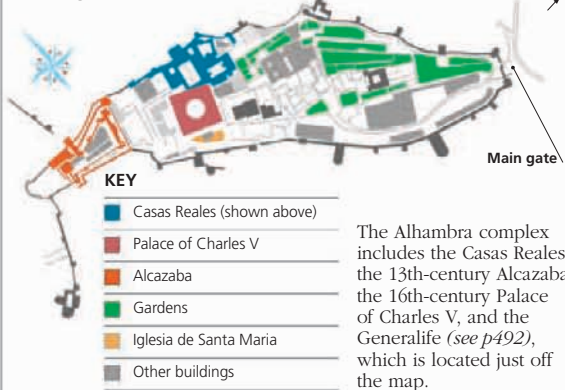 Main gate
KEY
Casas Reales (shown above)
Palace of Charles V
Alcazaba
Gardens
Iglesia de Santa Maria
Other buildings
The Alhambra complex
includes the Casas Reales
the 13th-century Alcazaba
the 16th-century Palace
of Charles V, and the
Generalife (see p492),
which is located just off
the map.